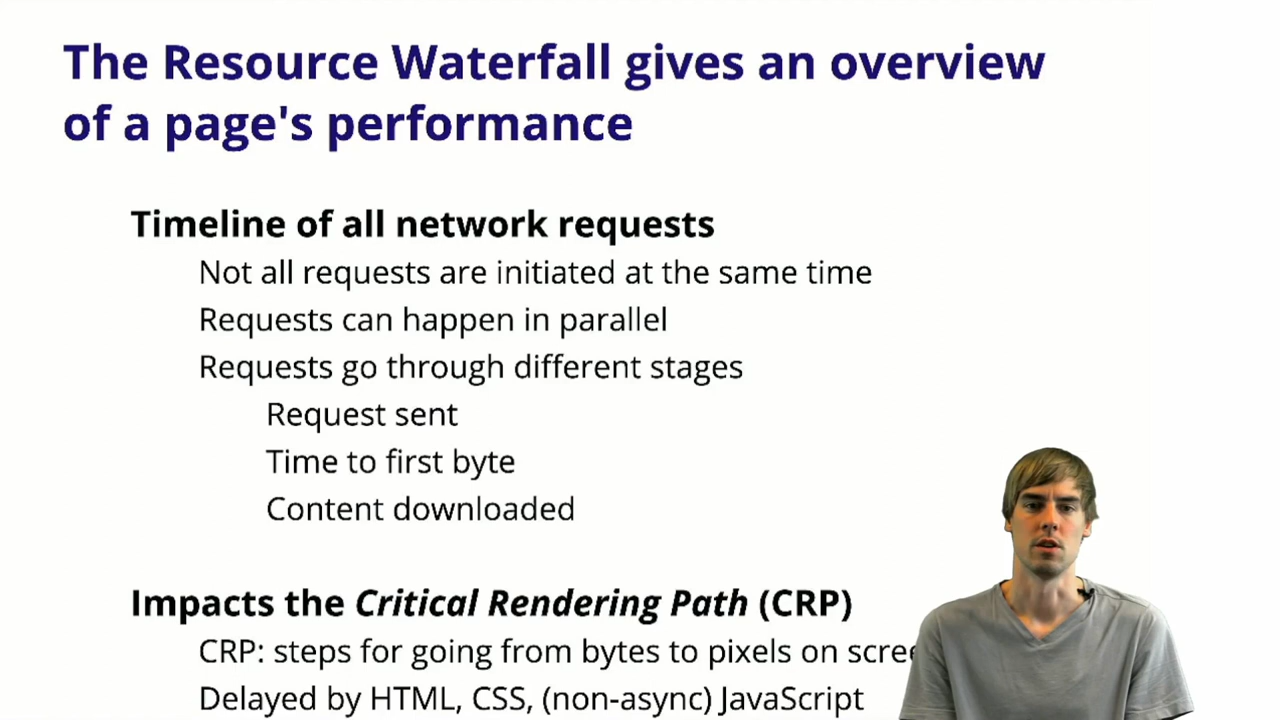 The Resource Waterfall gives an overview
of a page's performance
Timeline of all network requests
Not all requests are initiated at the same time
Requests can happen in parallel
Requests go through different stages
Request sent
Time to first byte
Content downloaded
Impacts the Critical Rendering Path (CRP)
CRP: steps for going from bytes to pixels on
Delayed by HTML, CSS, (non-async) JavaScript